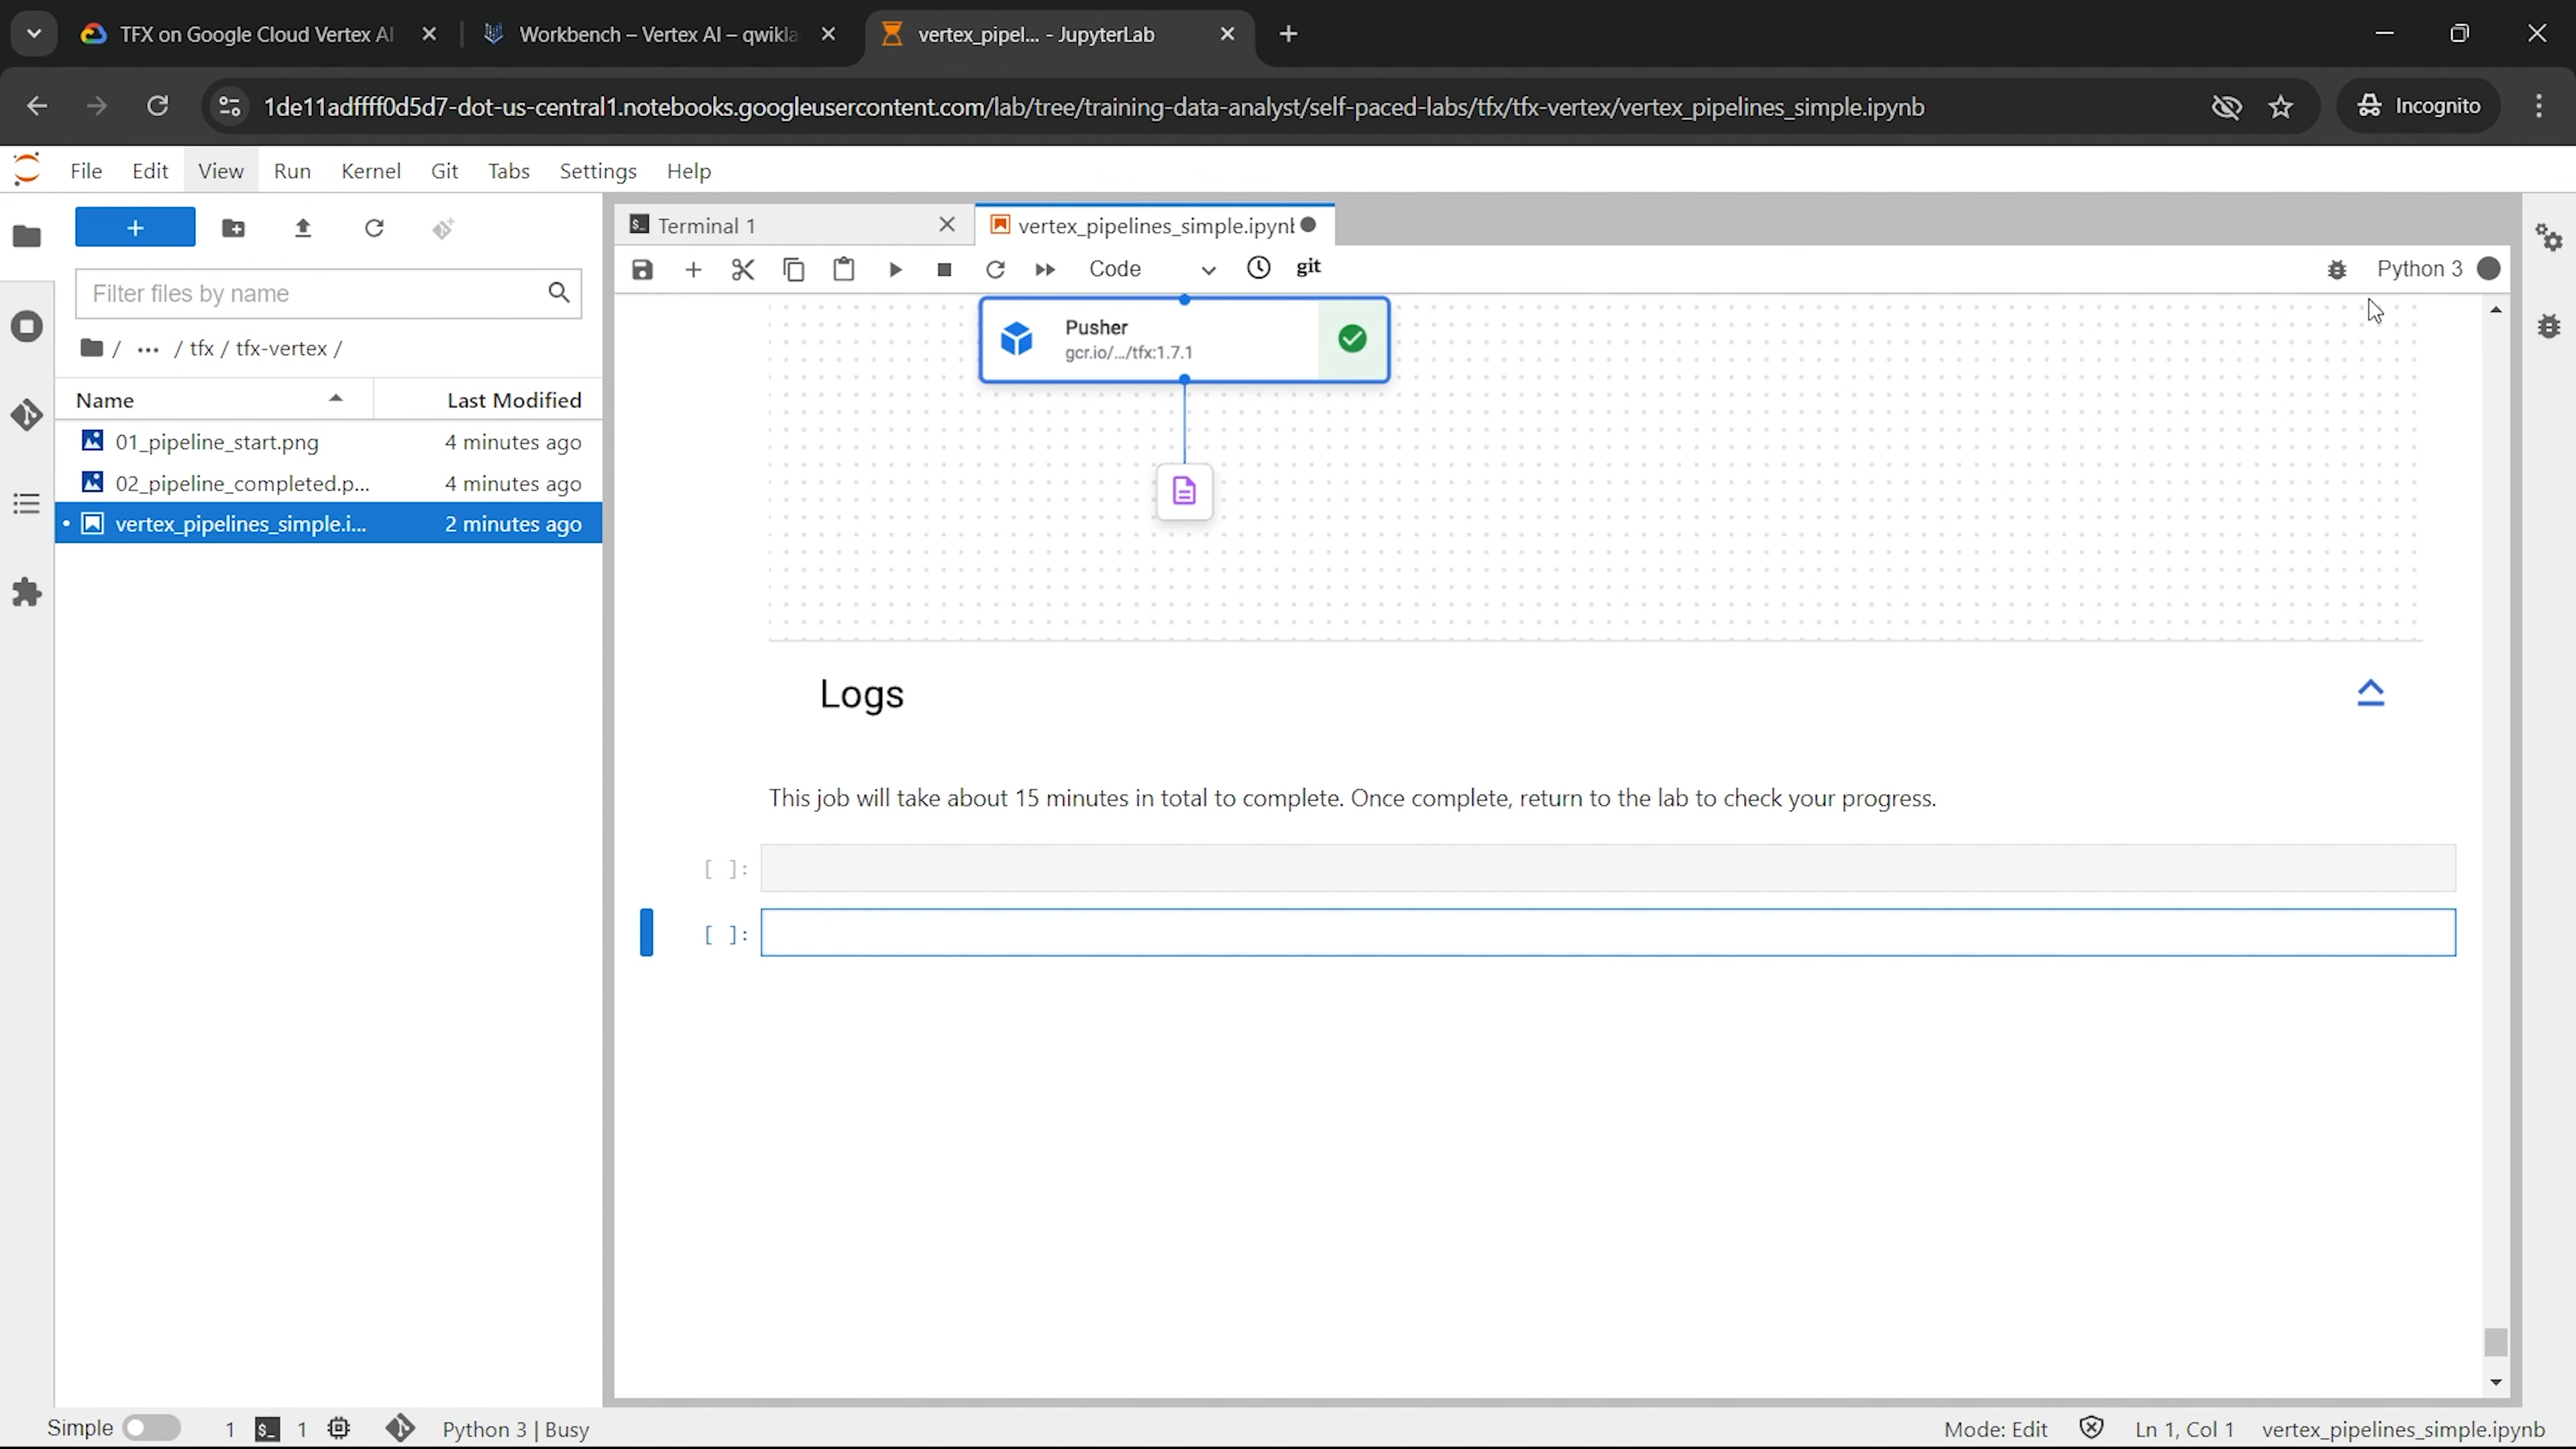 TFX on Google Cloud Vertex AI
Workbench – Vertex AI – qwikla
vertex_pipel... - JupyterLab
1de11adffff0d5d7-dot-us-central1.notebooks.googleusercontent.com/lab/tree/training-data-analyst/self-paced-labs/tfx/tfx-vertex/vertex_pipelines_simple.ipynb
Incognito
File Edit View Run Kernel Git Tabs Settings Help
Terminal 1
vertex_pipelines_simple.ipynb
Code
git
Python 3
Filter files by name
/ ... / tfx / tfx-vertex /
Name Last Modified
01_pipeline_start.png 4 minutes ago
02_pipeline_completed.p... 4 minutes ago
vertex_pipelines_simple.i... 2 minutes ago
Pusher
gcr.io/.../tfx:1.7.1
Logs
This job will take about 15 minutes in total to complete. Once complete, return to the lab to check your progress.
[ ]:
[ ]:
Simple 1 $_ 1 Python 3 | Busy
Mode: Edit Ln 1, Col 1 vertex_pipelines_simple.ipynb